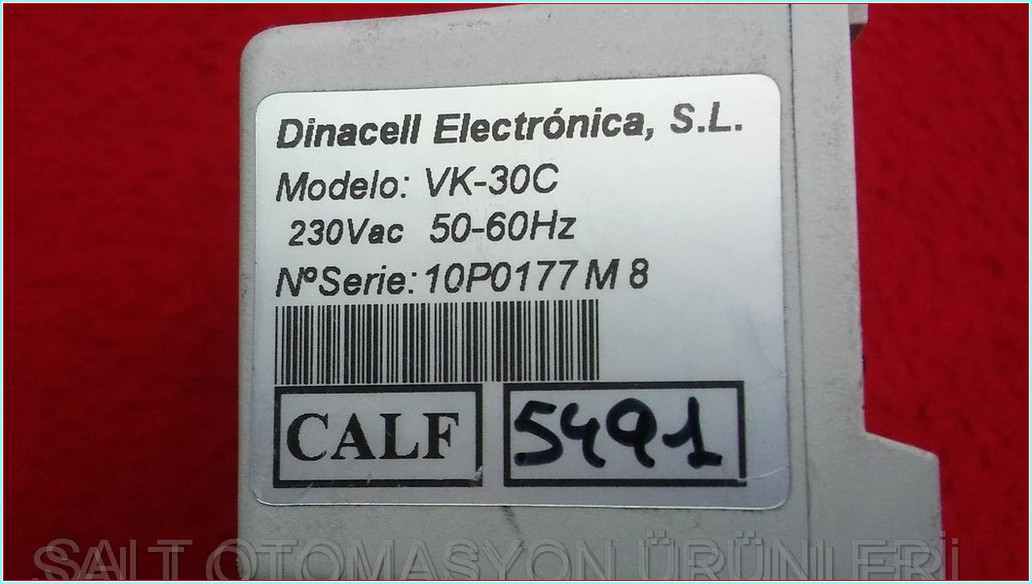 Dinacell Electrónica, S.L.
Modelo: VK-30C
230Vac 50-60Hz
NºSerie: 10P0177 M 8
CALF 5491
SALT OTOMASYON ÜRÜNLERİ